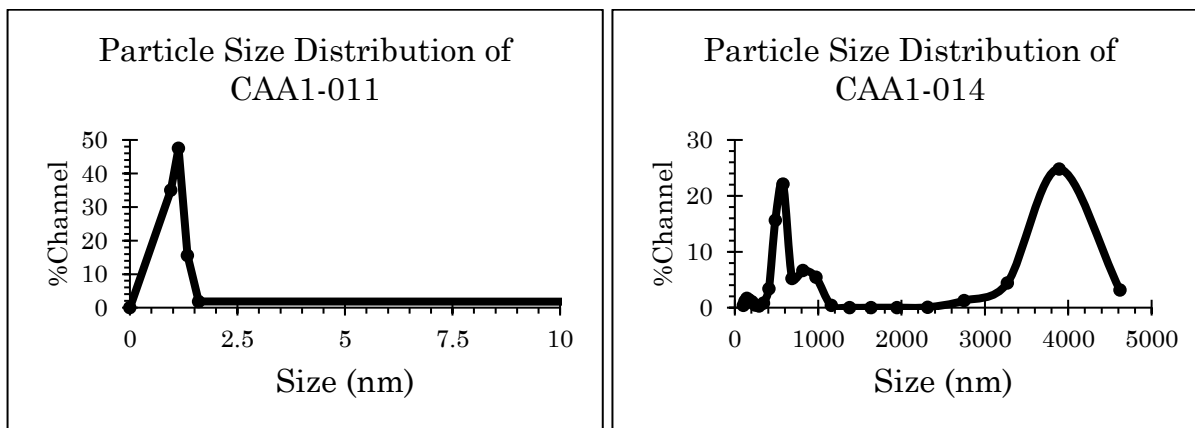 Particle Size Distribution of
CAA1-011
50
40
30
20
10
0
%Channel
0 2.5 5 7.5 10
Size (nm)
Particle Size Distribution of
CAA1-014
30
20
10
0
%Channel
0 1000 2000 3000 4000 5000
Size (nm)